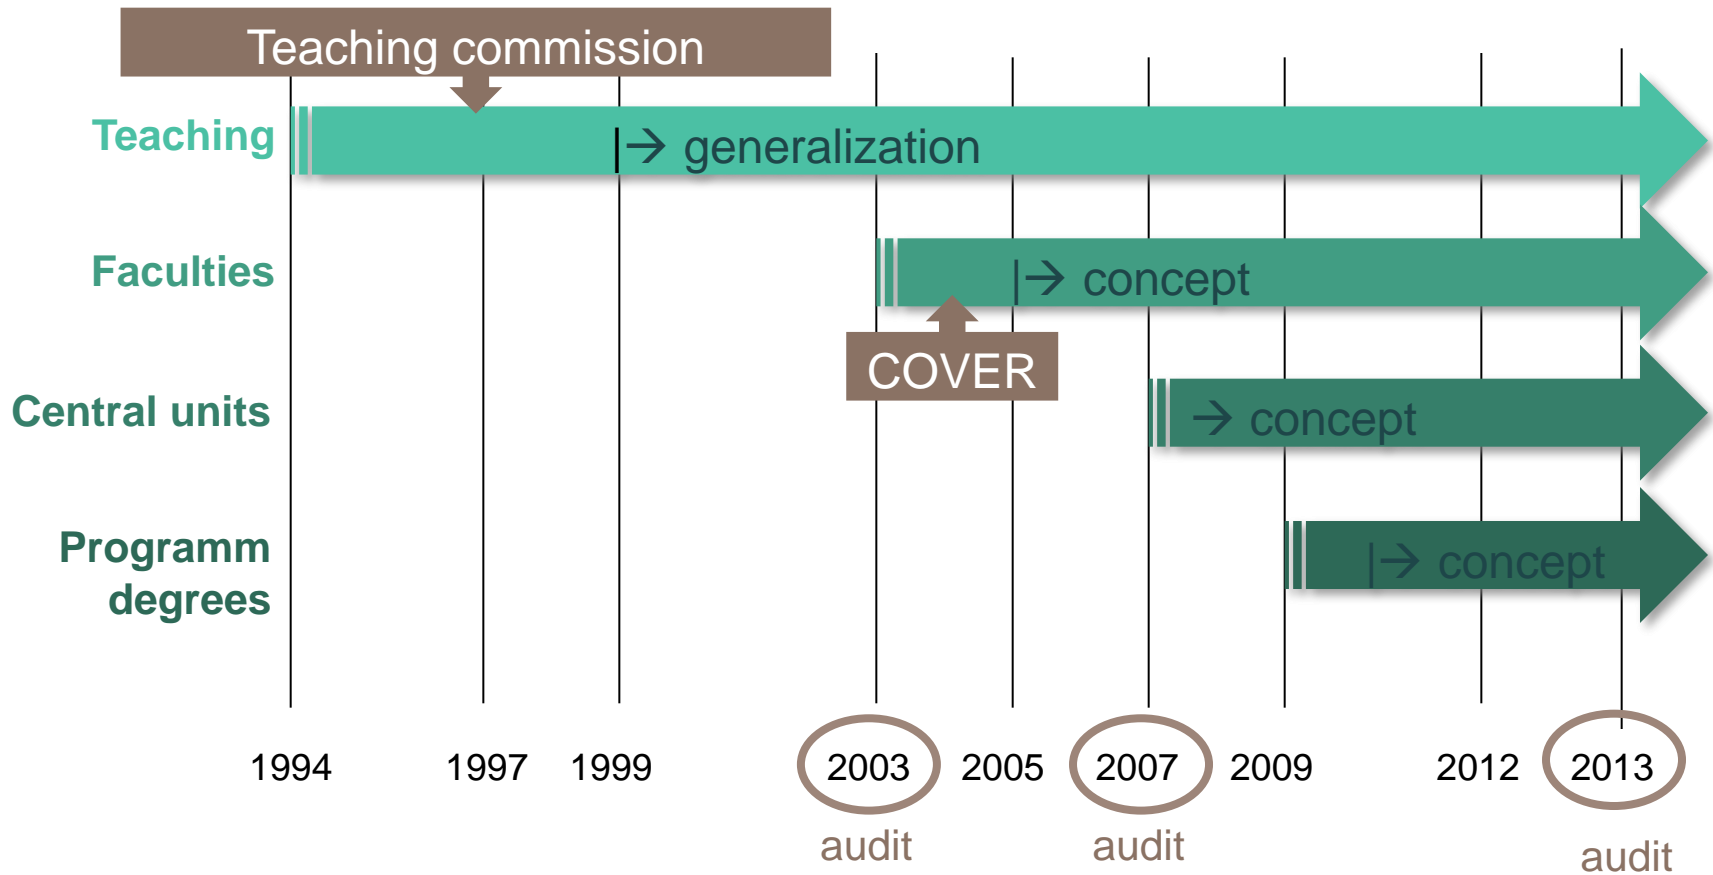 Teaching commission
Teaching
|→ generalization
Faculties
|→ concept
COVER
Central units
→ concept
Programm
degrees
|→ concept
1994 1997 1999 2003 2005 2007 2009 2012 2013
audit audit audit